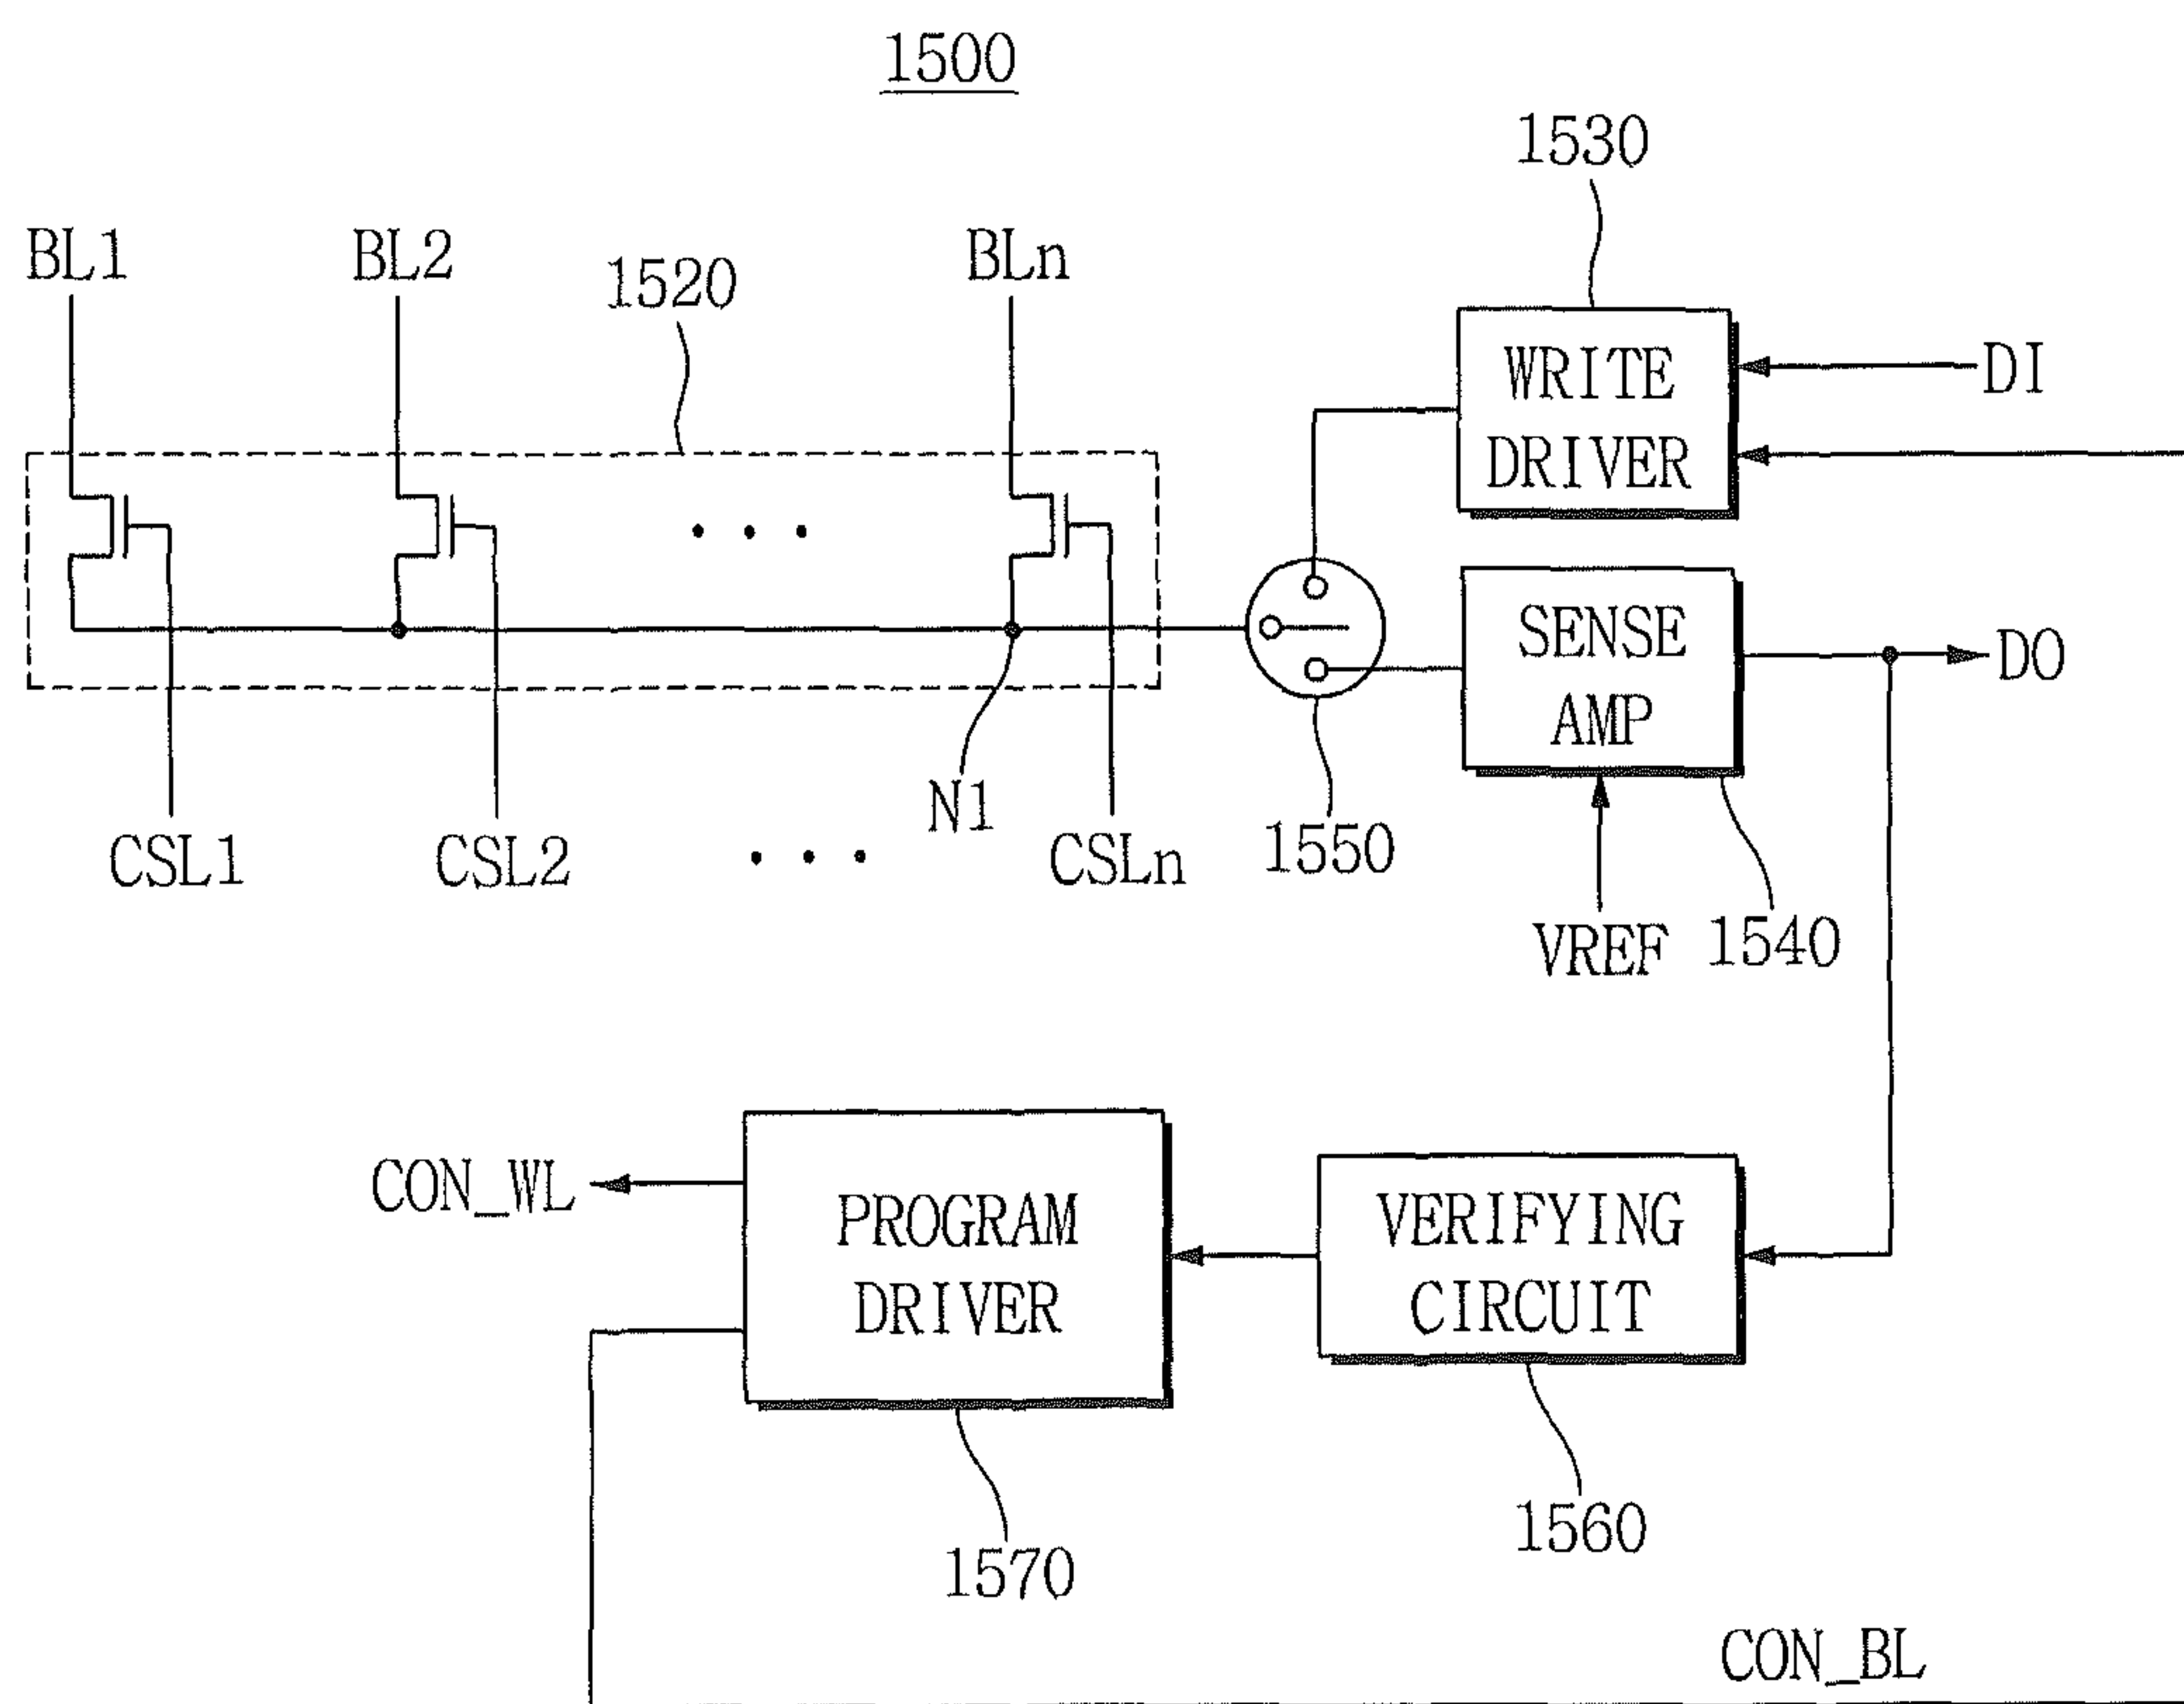 1500
1530
BL1
BL2
1520
BLn
WRITE
DRIVER
DI
SENSE
AMP
DO
N1
CSL1
CSL2
CSLn
1550
VREF
1540
CON_WL
PROGRAM
DRIVER
VERIFYING
CIRCUIT
1570
1560
CON_BL